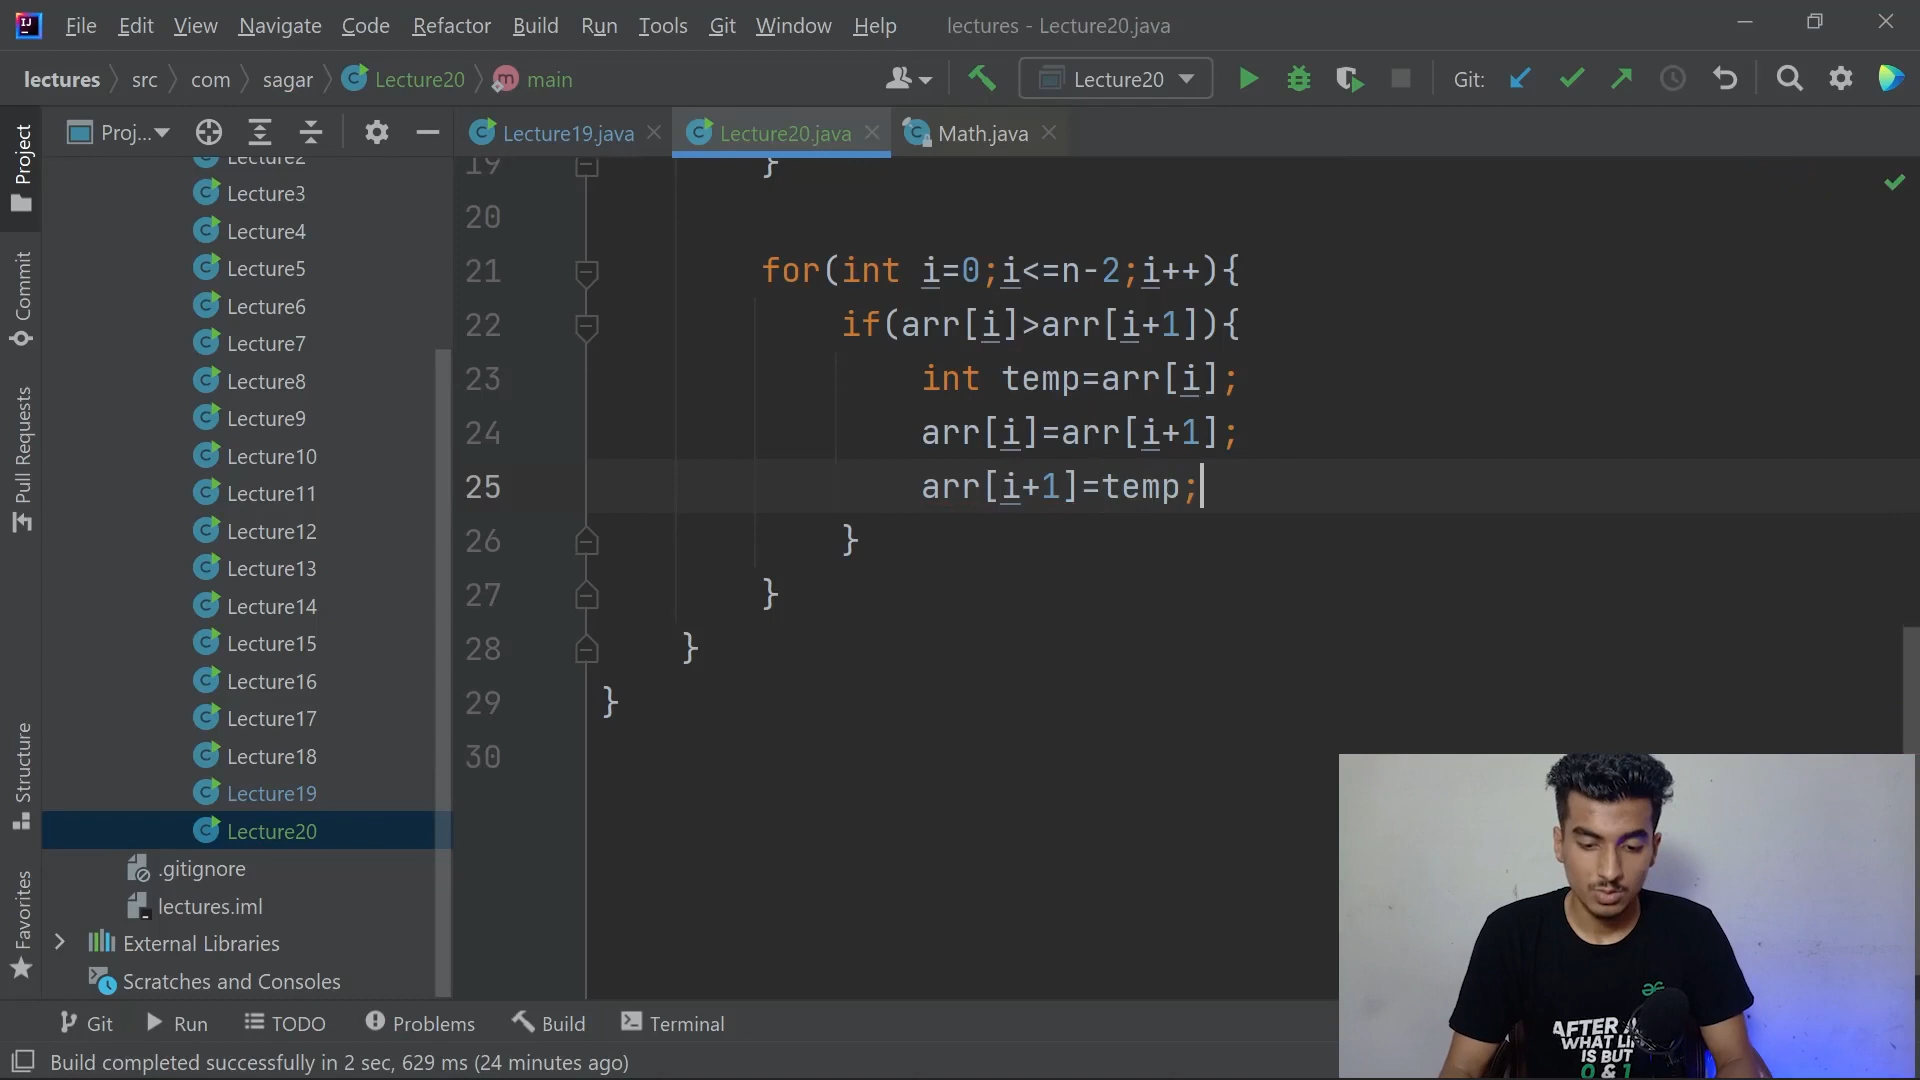 File Edit View Navigate Code Refactor Build Run Tools Git Window Help lectures - Lecture20.java
lectures src com sagar Lecture20 main Lecture20 Git:
Proj... Lecture19.java Lecture20.java Math.java
Project
Commit
Pull Requests
Structure
Favorites
Lecture2
Lecture3
Lecture4
Lecture5
Lecture6
Lecture7
Lecture8
Lecture9
Lecture10
Lecture11
Lecture12
Lecture13
Lecture14
Lecture15
Lecture16
Lecture17
Lecture18
Lecture19
Lecture20
.gitignore
lectures.iml
External Libraries
Scratches and Consoles
19 }
20
21 for(int i=0;i<=n-2;i++){
22 if(arr[i]>arr[i+1]){
23 int temp=arr[i];
24 arr[i]=arr[i+1];
25 arr[i+1]=temp;
26 }
27 }
28 }
29 }
30
Git Run TODO Problems Build Terminal
Build completed successfully in 2 sec, 629 ms (24 minutes ago)
AFTER
WHAT
IS BUT
0 & 1